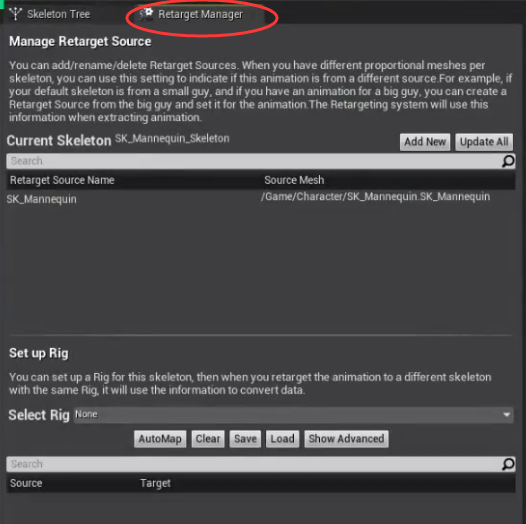 Skeleton Tree
Retarget Manager
Manage Retarget Source
You can add/rename/delete Retarget Sources. When you have different proportional meshes per
skeleton, you can use this setting to indicate if this animation is from a different source.For example, if
your default skeleton is from a small guy, and if you have an animation for a big guy, you can create a
Retarget Source from the big guy and set it for the animation.The Retargeting system will use this
information when extracting animation.
Current Skeleton SK_Mannequin_Skeleton
Add New
Update All
Search
Retarget Source Name
Source Mesh
SK_Mannequin
/Game/Character/SK_Mannequin.SK_Mannequin
Set up Rig
You can set up a Rig for this skeleton, then when you retarget the animation to a different skeleton
with the same Rig, it will use the information to convert data.
Select Rig None
AutoMap
Clear
Save
Load
Show Advanced
Search
Source
Target